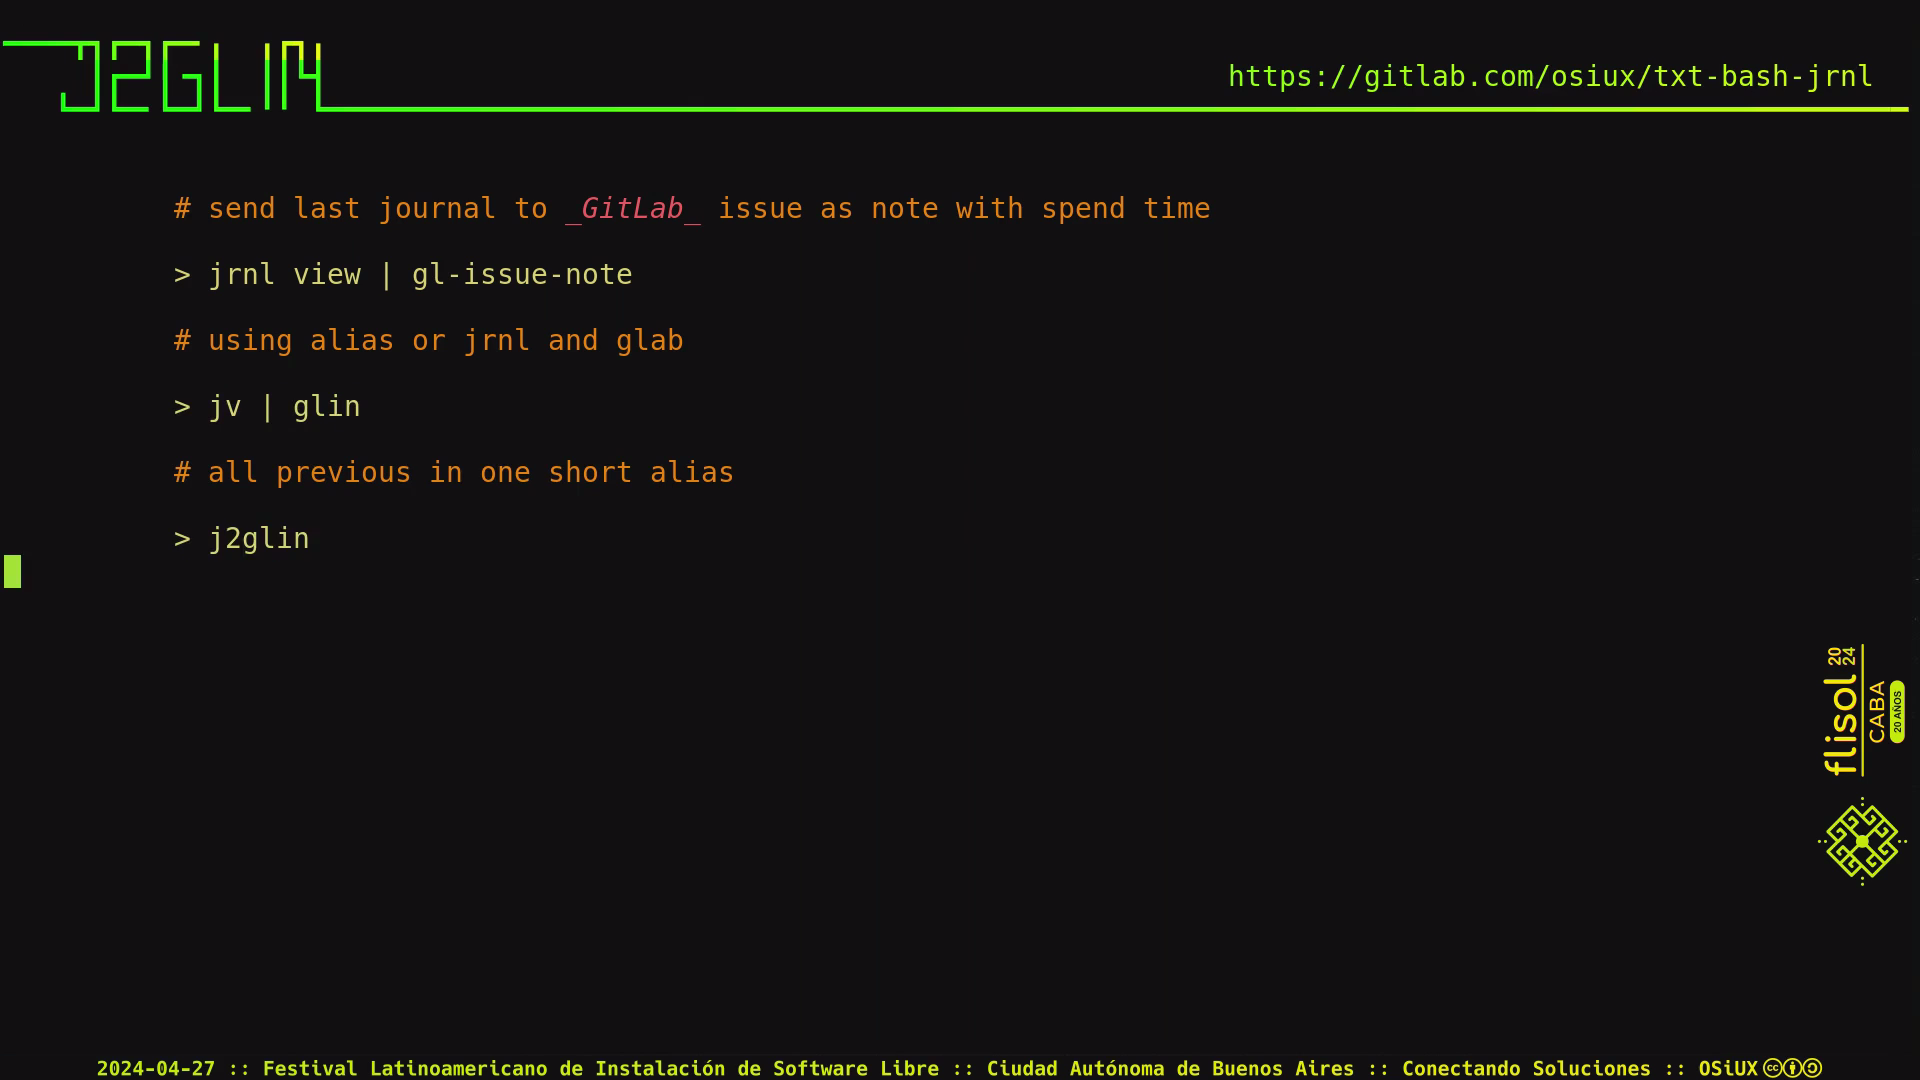 J2GLIN
https://gitlab.com/osiux/txt-bash-jrnl
# send last journal to _GitLab_ issue as note with spend time
> jrnl view | gl-issue-note
# using alias or jrnl and glab
> jv | glin
# all previous in one short alias
> j2glin
flisol 2024
CABA
20 AÑOS
2024-04-27 :: Festival Latinoamericano de Instalación de Software Libre :: Ciudad Autónoma de Buenos Aires :: Conectando Soluciones :: OSiUX